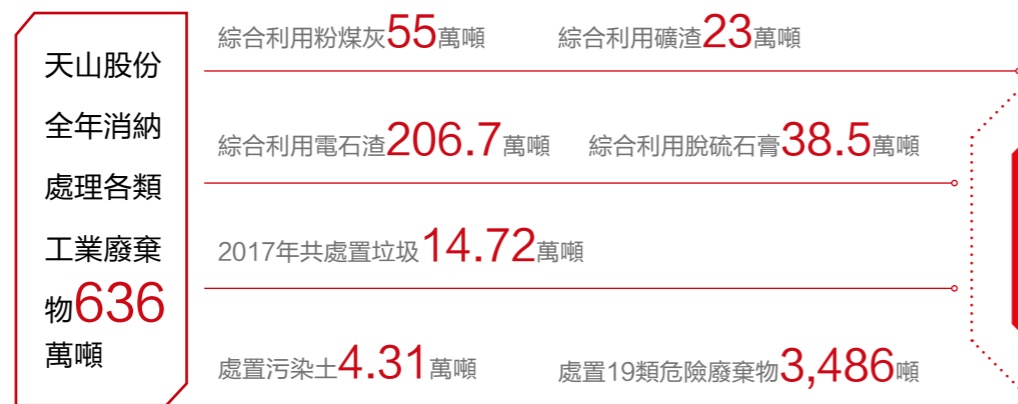 天山股份
全年消納
處理各類
工業廢棄
物636
萬噸
綜合利用粉煤灰55萬噸 綜合利用礦渣23萬噸
綜合利用電石渣206.7萬噸 綜合利用脫硫石膏38.5萬噸
2017年共處置垃圾14.72萬噸
處置污染土4.31萬噸 處置19類危險廢棄物3,486噸